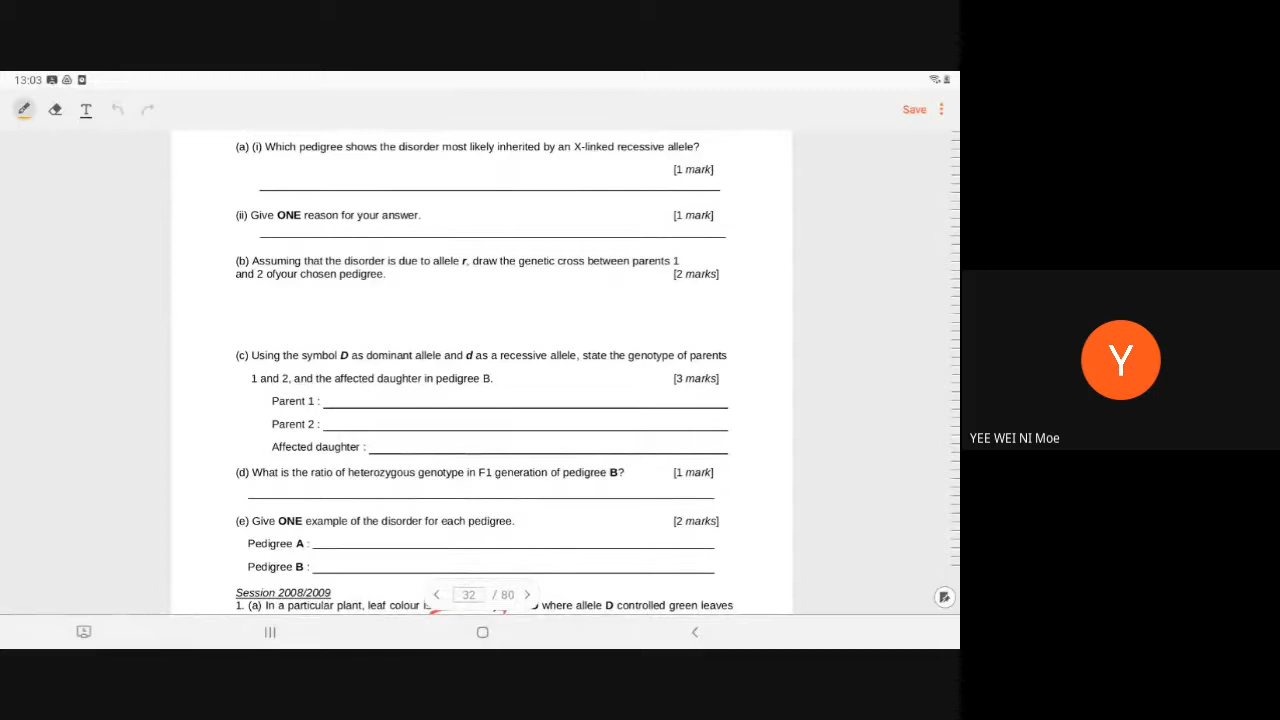 13:03
Save
(a) (i) Which pedigree shows the disorder most likely inherited by an X-linked recessive allele?
[1 mark]
(ii) Give ONE reason for your answer. [1 mark]
(b) Assuming that the disorder is due to allele r, draw the genetic cross between parents 1
and 2 ofyour chosen pedigree. [2 marks]
(c) Using the symbol D as dominant allele and d as a recessive allele, state the genotype of parents
1 and 2, and the affected daughter in pedigree B. [3 marks]
Parent 1 :
Parent 2 :
Affected daughter :
(d) What is the ratio of heterozygous genotype in F1 generation of pedigree B? [1 mark]
(e) Give ONE example of the disorder for each pedigree. [2 marks]
Pedigree A :
Pedigree B :
Session 2008/2009
32 / 80
1. (a) In a particular plant, leaf colour where allele D controlled green leaves
Y
YEE WEI NI Moe